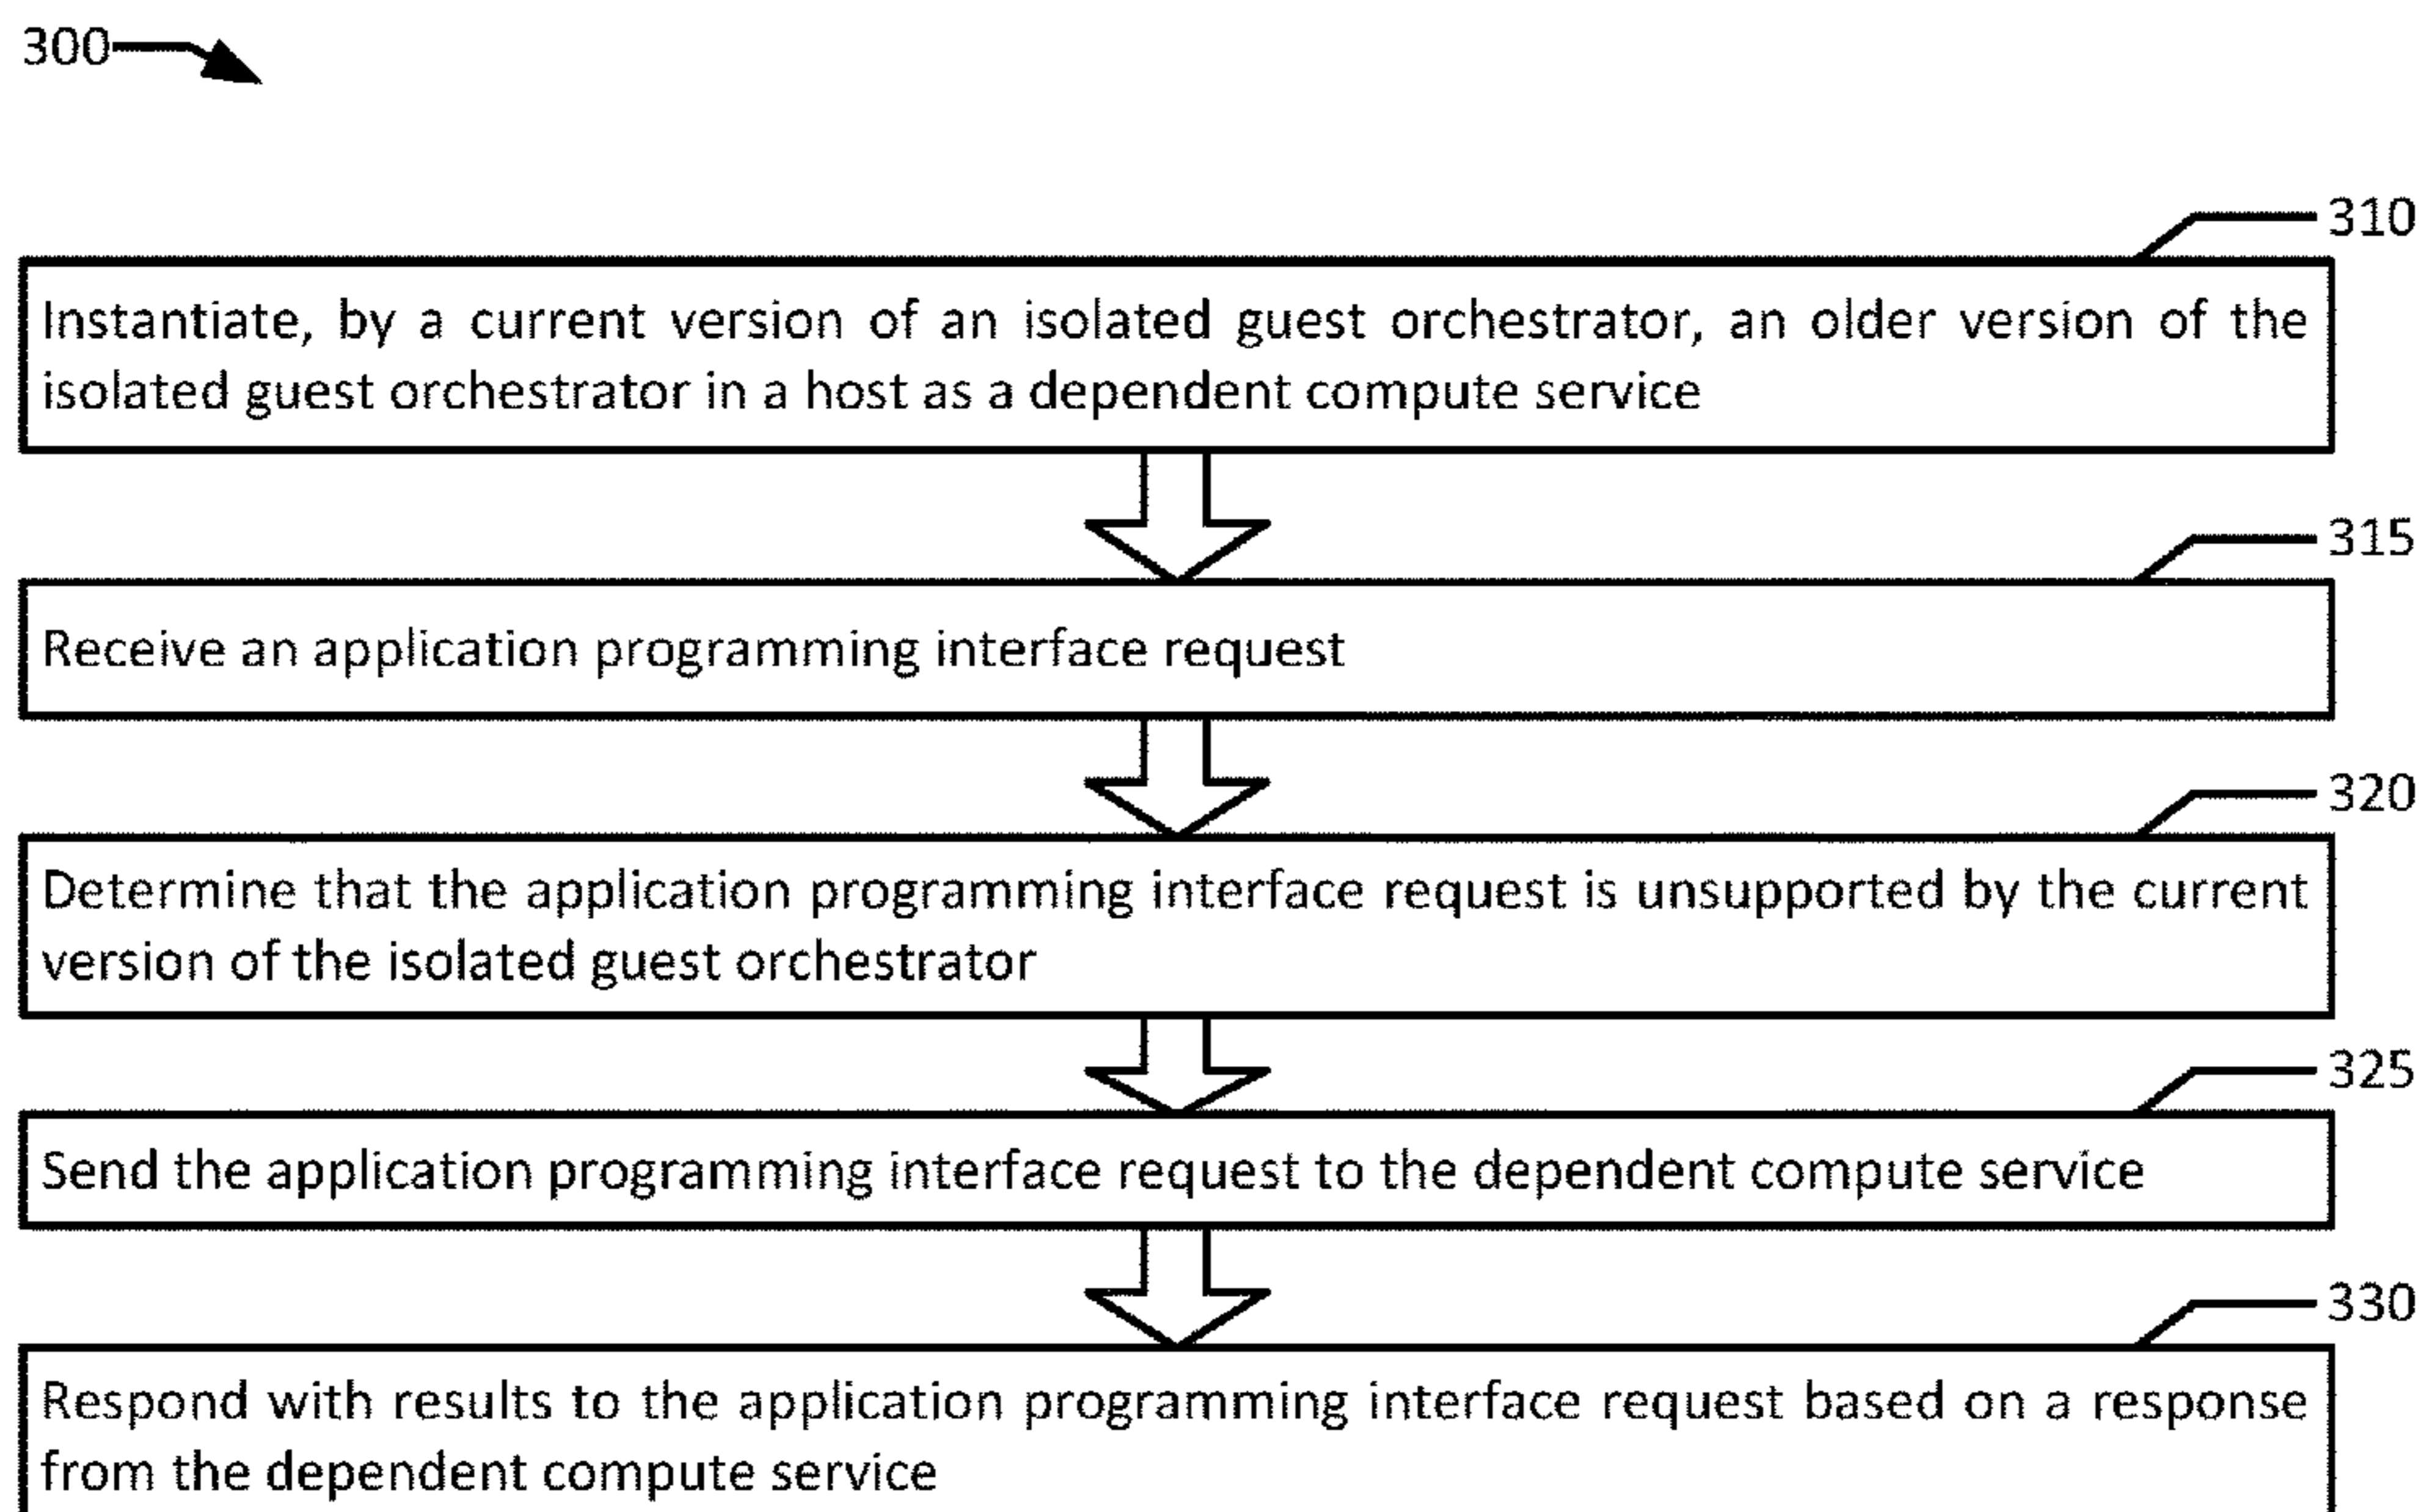 300
310
Instantiate, by a current version of an isolated guest orchestrator, an older version of the
isolated guest orchestrator in a host as a dependent compute service
315
Receive an application programming interface request
320
Determine that the application programming interface request is unsupported by the current
version of the isolated guest orchestrator
325
Send the application programming interface request to the dependent compute service
330
Respond with results to the application programming interface request based on a response
from the dependent compute service